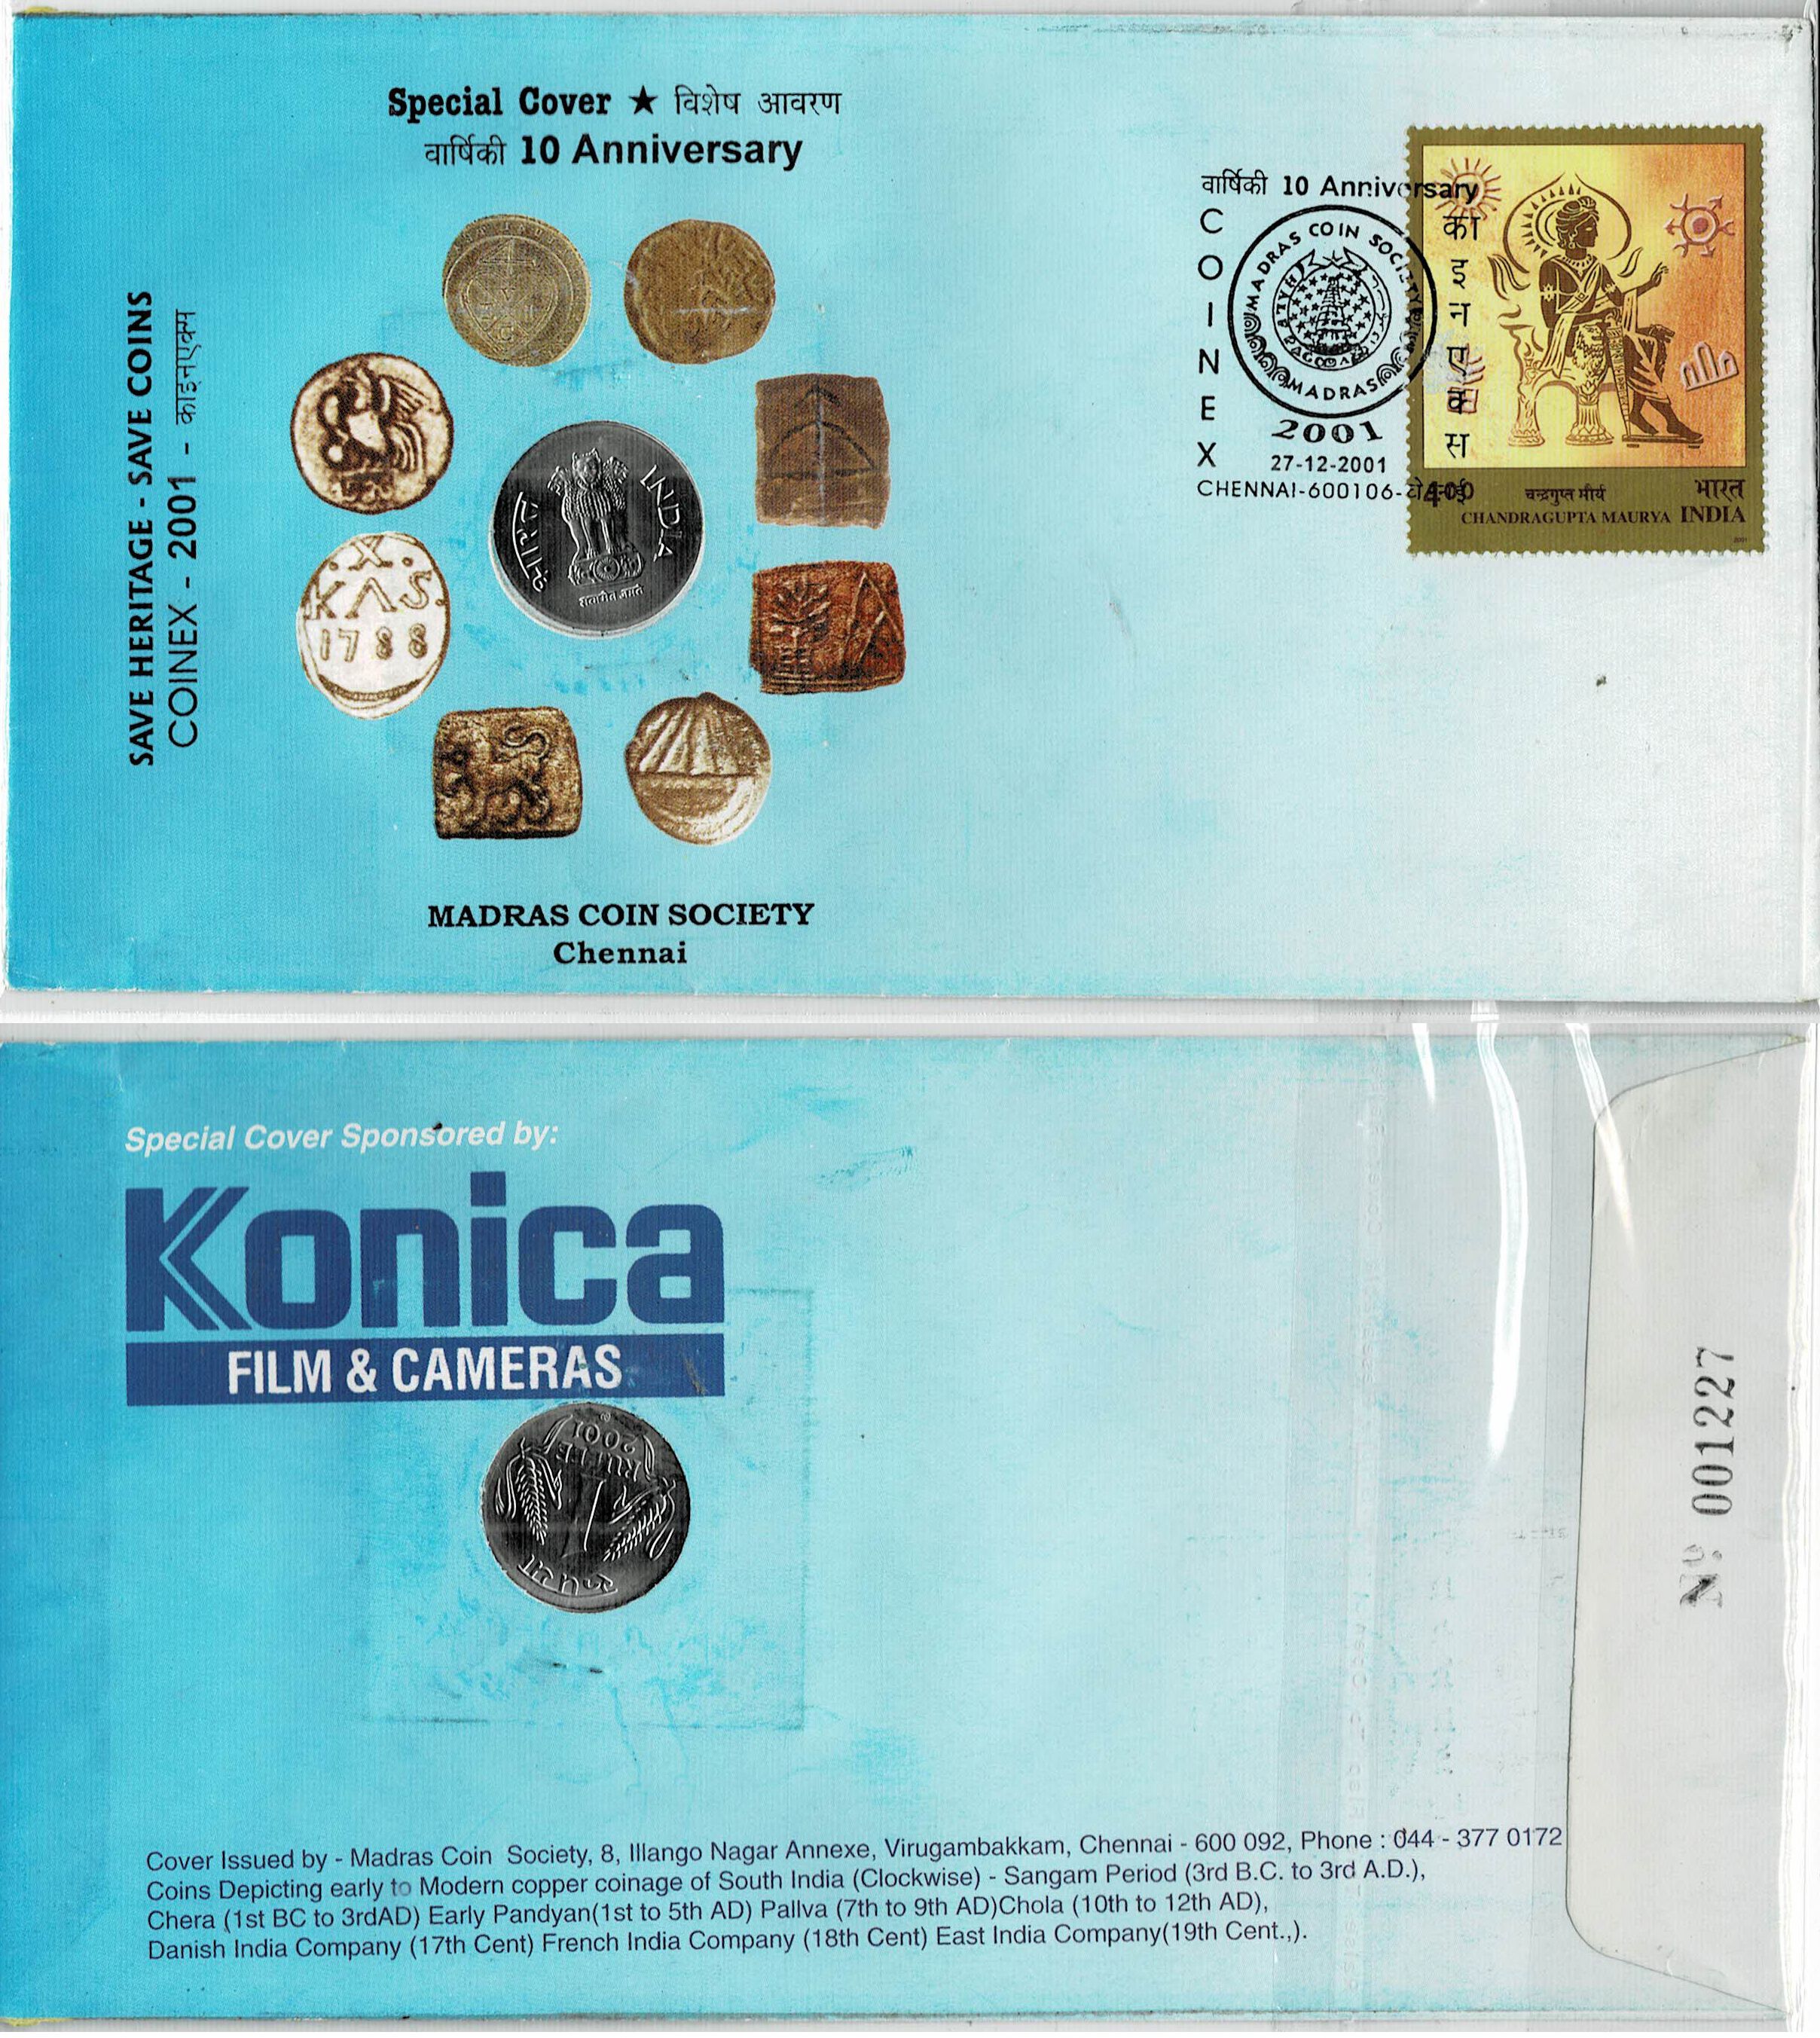 Special Cover ★ विशेष आवरण
वार्षिकी 10 Anniversary
SAVE HERITAGE - SAVE COINS
COINEX - 2001 - काइनएक्स
भारत
INDIA
सत्यमेव जयते
.X.
KAS.
1788
MADRAS COIN SOCIETY
Chennai
वार्षिकी 10 Anniversary
COINEX
काइनएक्स
MADRAS COIN SOCIETY
PAGODA
MADRAS
2001
27-12-2001
CHENNAI-600106-
400
चन्द्रगुप्त मौर्य
भारत
CHANDRAGUPTA MAURYA INDIA
2001
Special Cover Sponsored by:
Konica
FILM & CAMERAS
2001
RUPEE
1
रुपया
Nº 001227
Cover Issued by - Madras Coin Society, 8, Illango Nagar Annexe, Virugambakkam, Chennai - 600 092, Phone : 044 - 377 0172
Coins Depicting early to Modern copper coinage of South India (Clockwise) - Sangam Period (3rd B.C. to 3rd A.D.),
Chera (1st BC to 3rdAD) Early Pandyan(1st to 5th AD) Pallva (7th to 9th AD)Chola (10th to 12th AD),
Danish India Company (17th Cent) French India Company (18th Cent) East India Company(19th Cent.,).